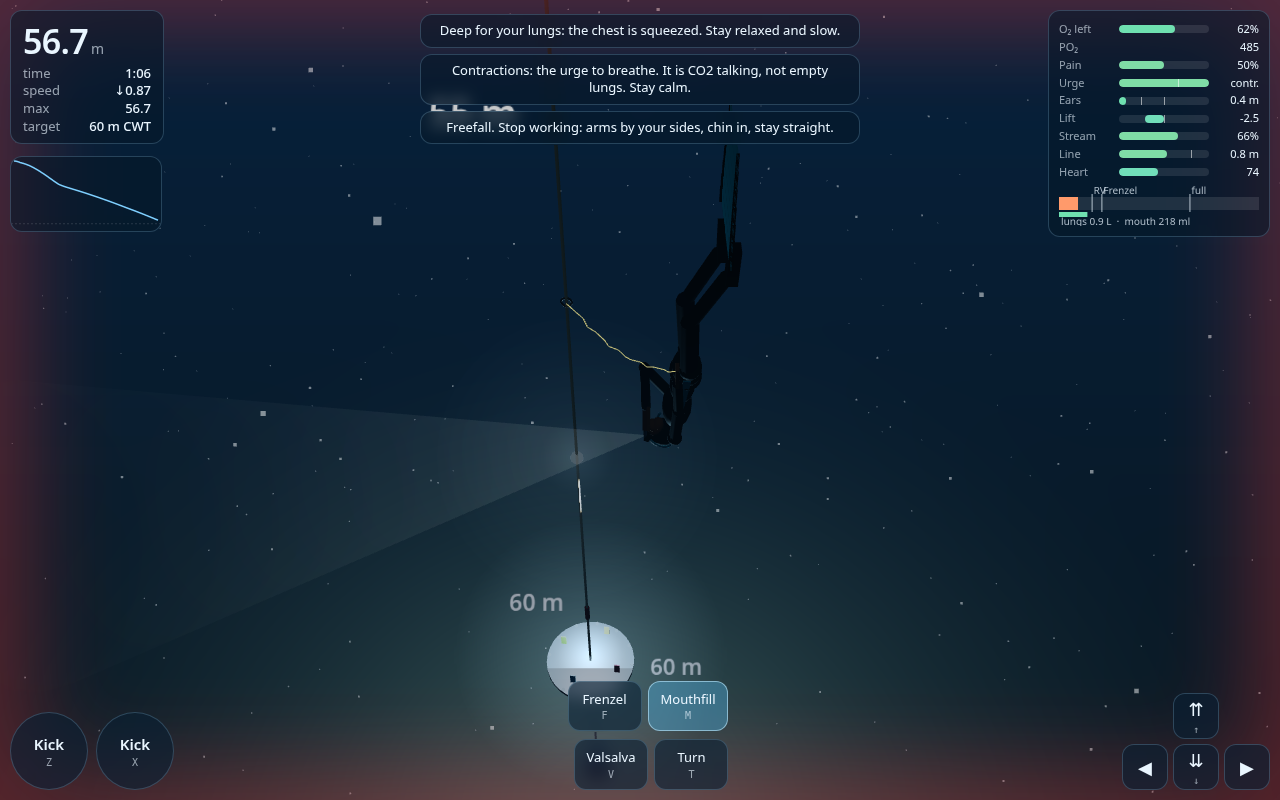 56.7 m
time 1:06
speed ↓0.87
max 56.7
target 60 m CWT
Deep for your lungs: the chest is squeezed. Stay relaxed and slow.
Contractions: the urge to breathe. It is CO2 talking, not empty
lungs. Stay calm.
Freefall. Stop working: arms by your sides, chin in, stay straight.
O₂ left 62%
PO₂ 485
Pain 50%
Urge contr.
Ears 0.4 m
Lift -2.5
Stream 66%
Line 0.8 m
Heart 74
RV Frenzel full
lungs 0.9 L · mouth 218 ml
60 m
60 m
Frenzel
F
Mouthfill
M
Valsalva
V
Turn
T
Kick
Z
Kick
X
⇈
↑
◀
⇊
↓
▶